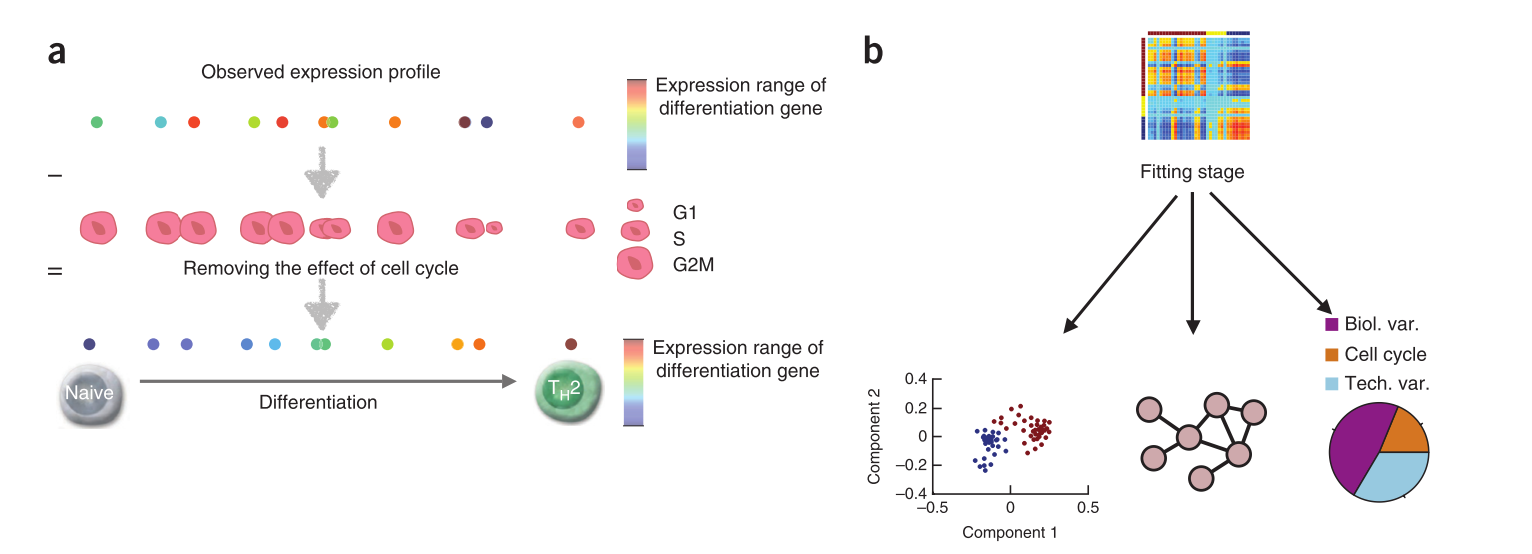 a
Observed expression profile
Expression range of
differentiation gene
–
G1
S
G2M
=
Removing the effect of cell cycle
Expression range of
differentiation gene
Naive
TH2
Differentiation
b
Fitting stage
Biol. var.
Cell cycle
Tech. var.
Component 2
0.4
0.2
0
–0.2
–0.4
–0.5
0
0.5
Component 1